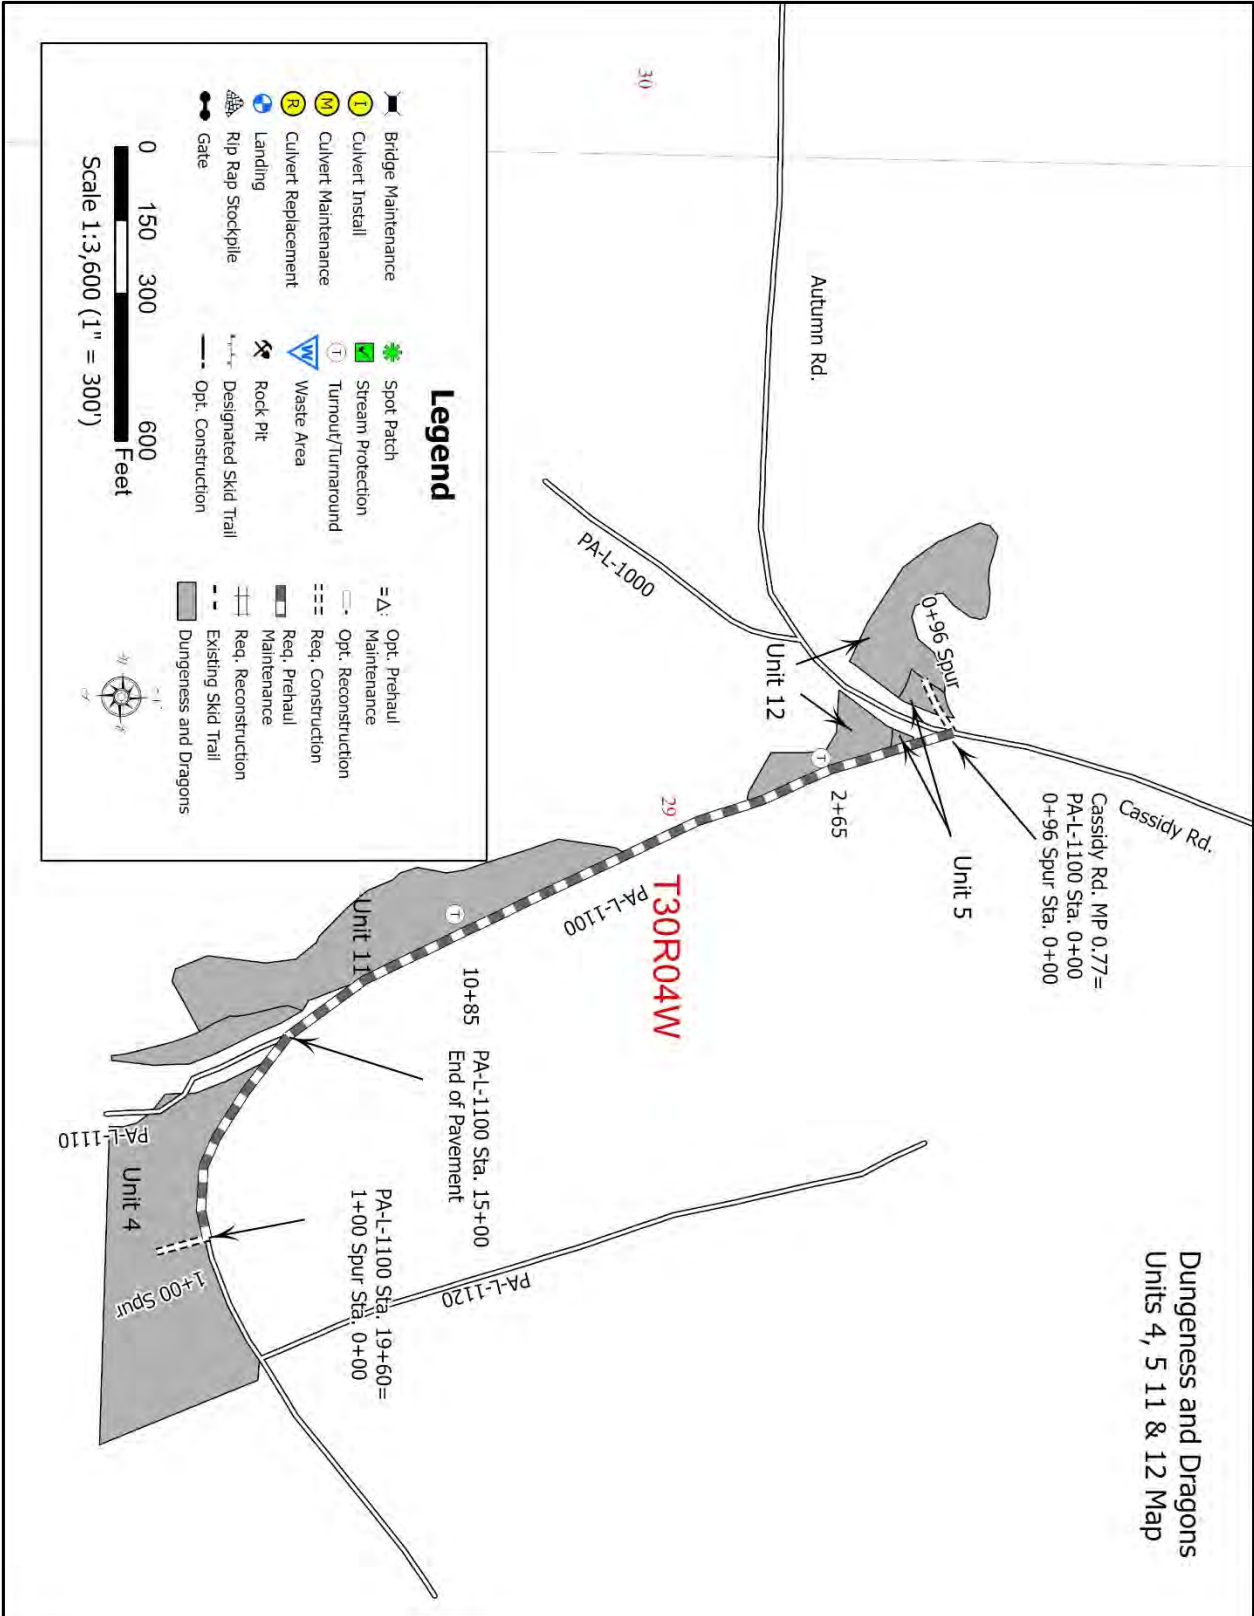 Dungeness and Dragons
Units 4, 5 11 & 12 Map
Cassidy Rd. MP 0.77=
PA-L-1100 Sta. 0+00
0+96 Spur Sta. 0+00
Cassidy Rd.
Unit 5
0+96 Spur
Autumn Rd.
Unit 12
2+65
T
PA-L-1000
30
29
T30R04W
PA-L-1100
PA-L-1120
10+85
T
PA-L-1100 Sta. 15+00
End of Pavement
PA-L-1100 Sta. 19+60=
1+00 Spur Sta. 0+00
Unit 11
PA-L-1110
Unit 4
1+00 Spur
Legend
Bridge Maintenance
I Culvert Install
M Culvert Maintenance
R Culvert Replacement
Landing
Rip Rap Stockpile
Gate
Spot Patch
Stream Protection
T Turnout/Turnaround
W Waste Area
Rock Pit
Designated Skid Trail
Opt. Construction
Opt. Prehaul
Maintenance
Opt. Reconstruction
Req. Construction
Req. Prehaul
Maintenance
Req. Reconstruction
Existing Skid Trail
Dungeness and Dragons
0 150 300 600
Feet
Scale 1:3,600 (1" = 300')